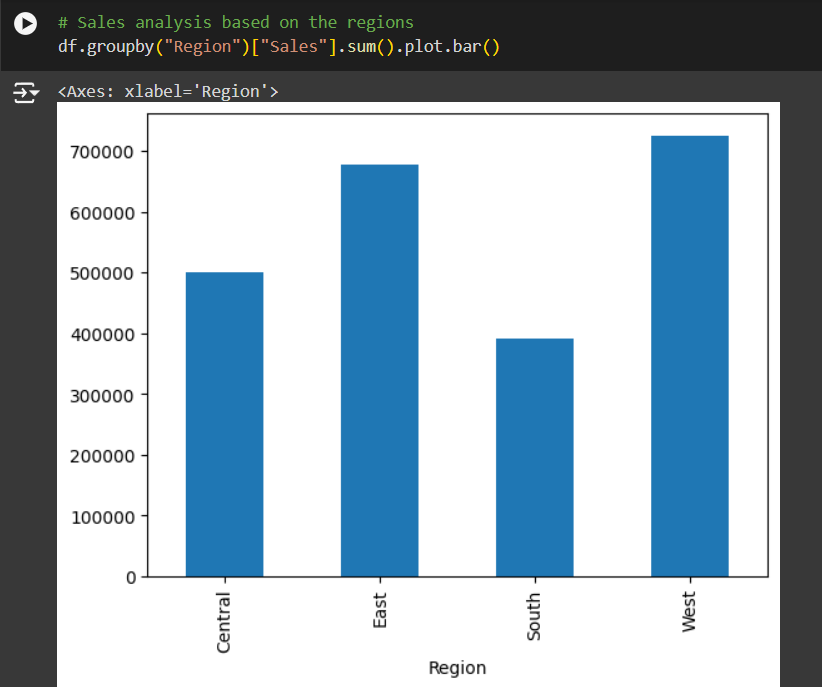 # Sales analysis based on the regions
df.groupby("Region")["Sales"].sum().plot.bar()
<Axes: xlabel='Region'>
700000
600000
500000
400000
300000
200000
100000
0
Central
East
South
West
Region